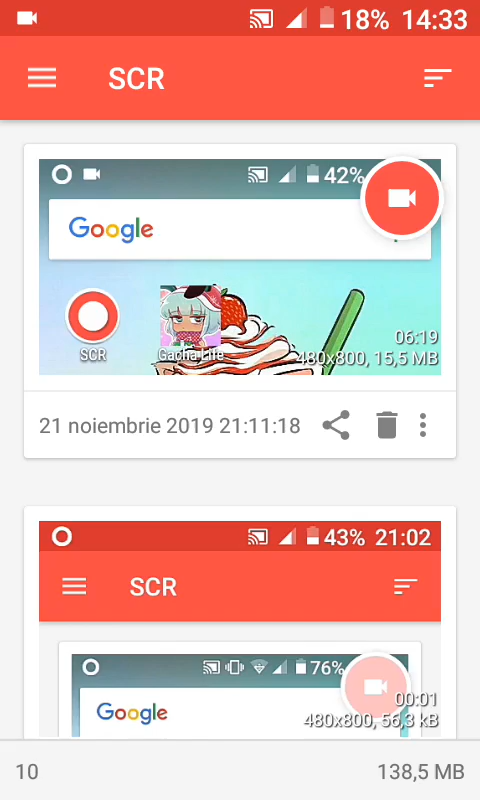 18% 14:33
SCR
42%
Google
SCR
Gacha Life
06:19
480x800, 15,5 MB
21 noiembrie 2019 21:11:18
43% 21:02
SCR
76%
Google
00:01
480x800, 56,3 kB
10
138,5 MB